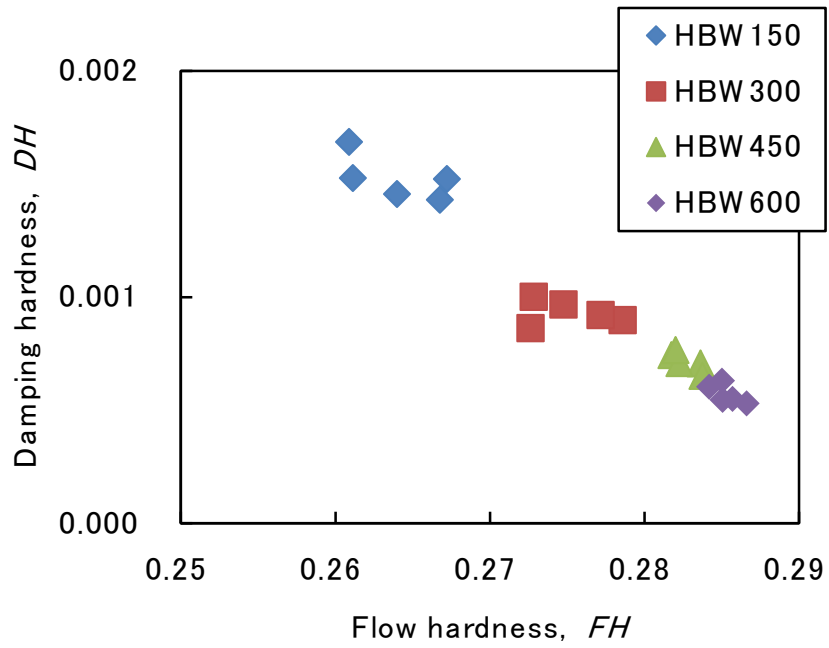 HBW 150
HBW 300
HBW 450
HBW 600
Damping hardness, DH
0.002
0.001
0.000
0.25 0.26 0.27 0.28 0.29
Flow hardness, FH